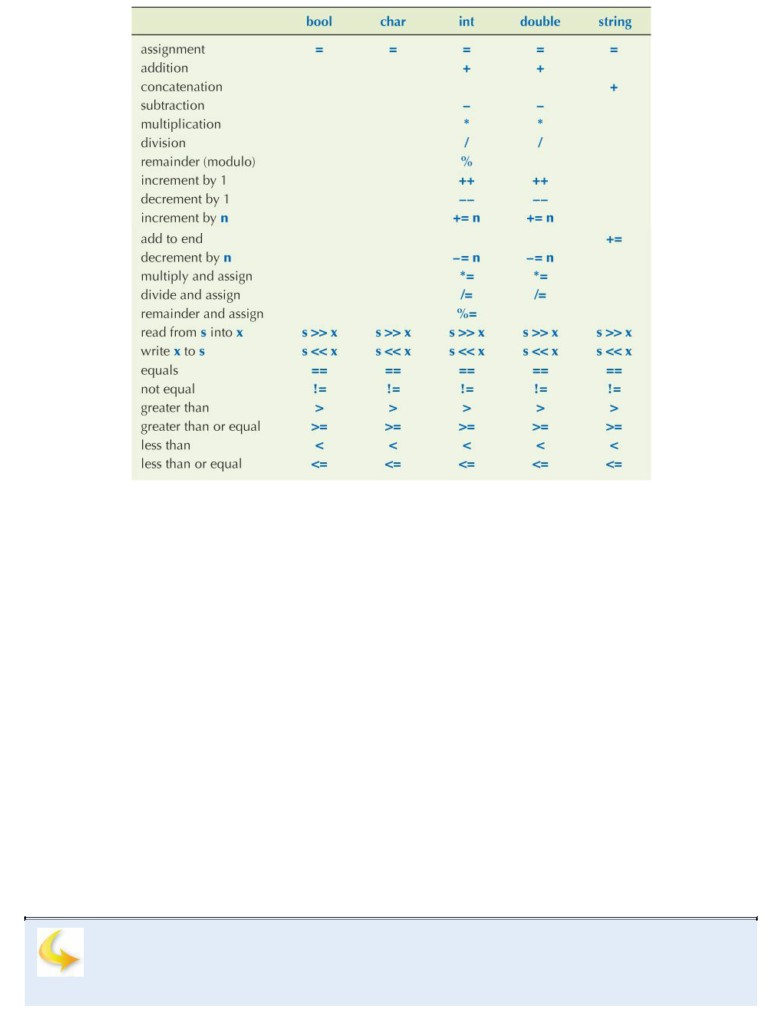 bool char int double string
assignment = = = = =
addition + +
concatenation +
subtraction – –
multiplication * *
division / /
remainder (modulo) %
increment by 1 ++ ++
decrement by 1 –– ––
increment by n += n += n
add to end +=
decrement by n –= n –= n
multiply and assign *= *=
divide and assign /= /=
remainder and assign %=
read from s into x s >> x s >> x s >> x s >> x s >> x
write x to s s << x s << x s << x s << x s << x
equals == == == == ==
not equal != != != != !=
greater than > > > > >
greater than or equal >= >= >= >= >=
less than < < < < <
less than or equal <= <= <= <= <=